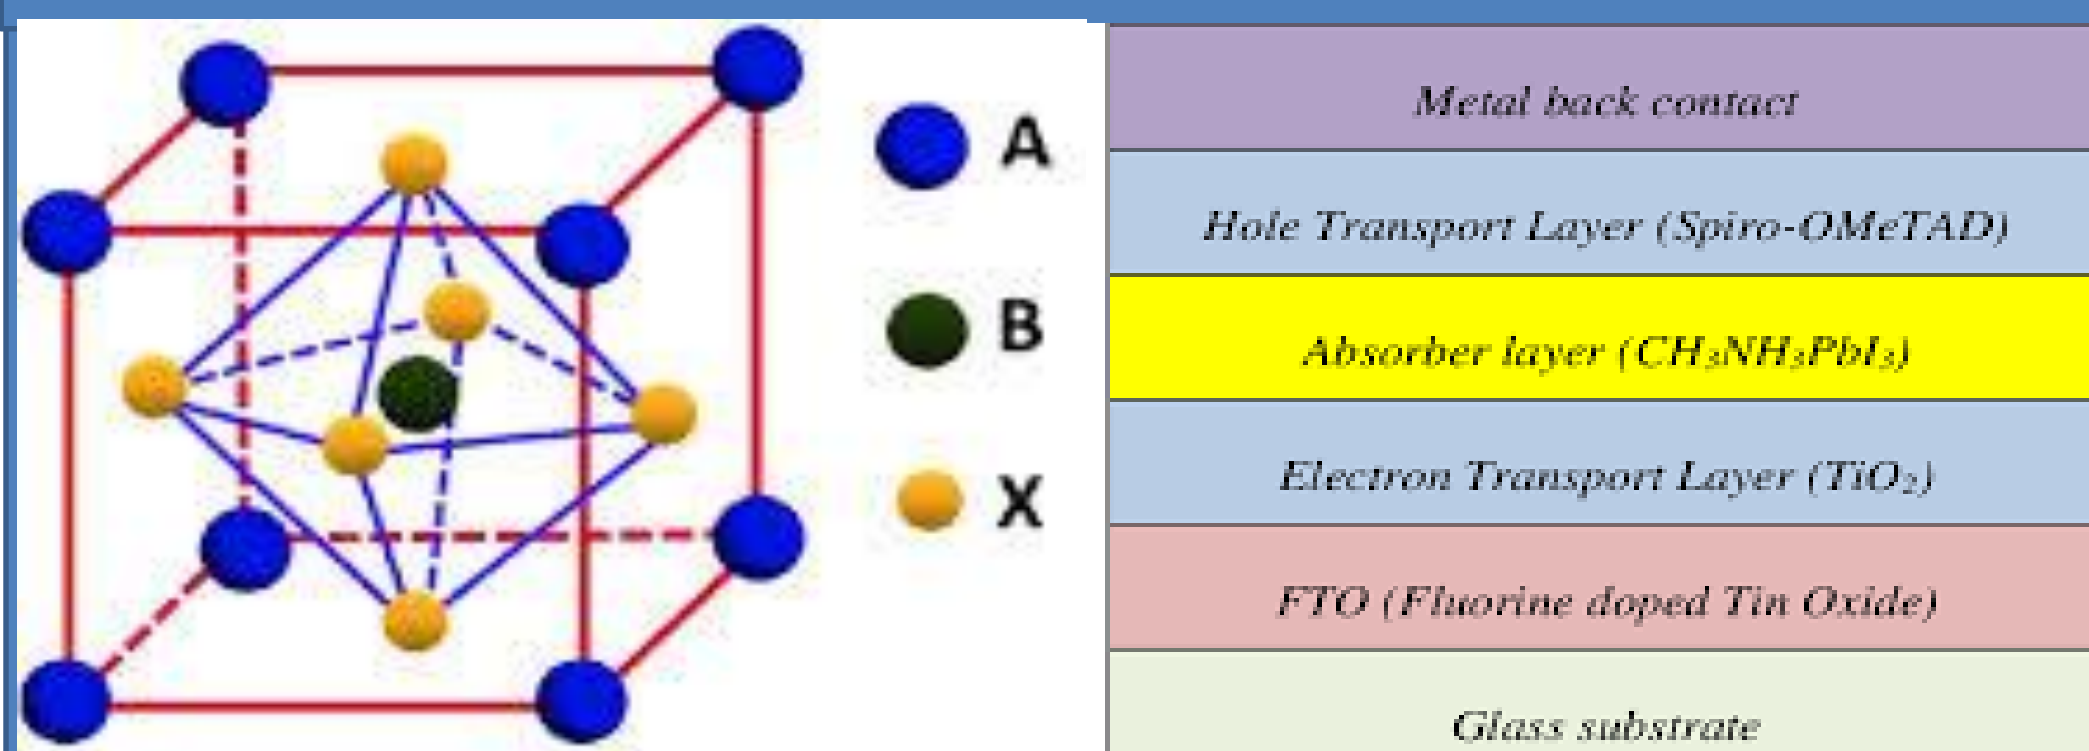 A
B
X
Metal back contact
Hole Transport Layer (Spiro-OMeTAD)
Absorber layer (CH₃NH₃PbI₃)
Electron Transport Layer (TiO₂)
FTO (Fluorine doped Tin Oxide)
Glass substrate